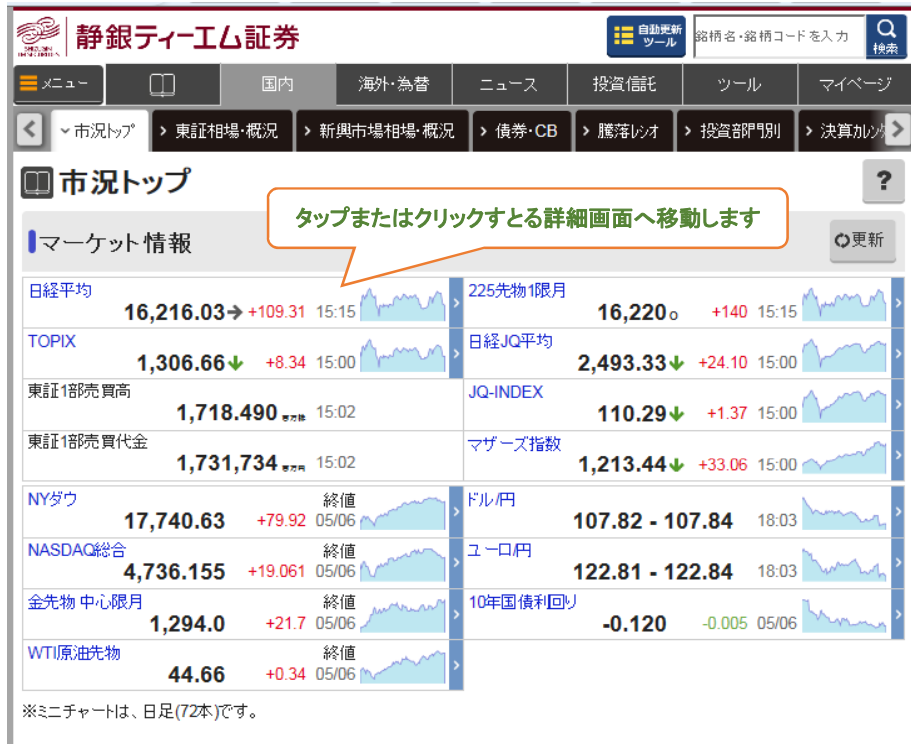 静銀ティーエム証券
自動更新
ツール
銘柄名・銘柄コードを入力
検索
メニュー 国内 海外・為替 ニュース 投資信託 ツール マイページ
市況トップ 東証相場・概況 新興市場相場・概況 債券・CB 騰落レシオ 投資部門別 決算カレンダ
市況トップ ?
タップまたはクリックすとる詳細画面へ移動します
マーケット情報 更新
日経平均 225先物1限月
16,216.03 +109.31 15:15 16,220 +140 15:15
TOPIX 日経JQ平均
1,306.66 +8.34 15:00 2,493.33 +24.10 15:00
東証1部売買高 JQ-INDEX
1,718.490百万株 15:02 110.29 +1.37 15:00
東証1部売買代金 マザーズ指数
1,731,734百万円 15:02 1,213.44 +33.06 15:00
NYダウ 終値 ドル/円
17,740.63 +79.92 05/06 107.82 - 107.84 18:03
NASDAQ総合 終値 ユーロ/円
4,736.155 +19.061 05/06 122.81 - 122.84 18:03
金先物 中心限月 終値 10年国債利回り
1,294.0 +21.7 05/06 -0.120 -0.005 05/06
WTI原油先物 終値
44.66 +0.34 05/06
※ミニチャートは、日足(72本)です。